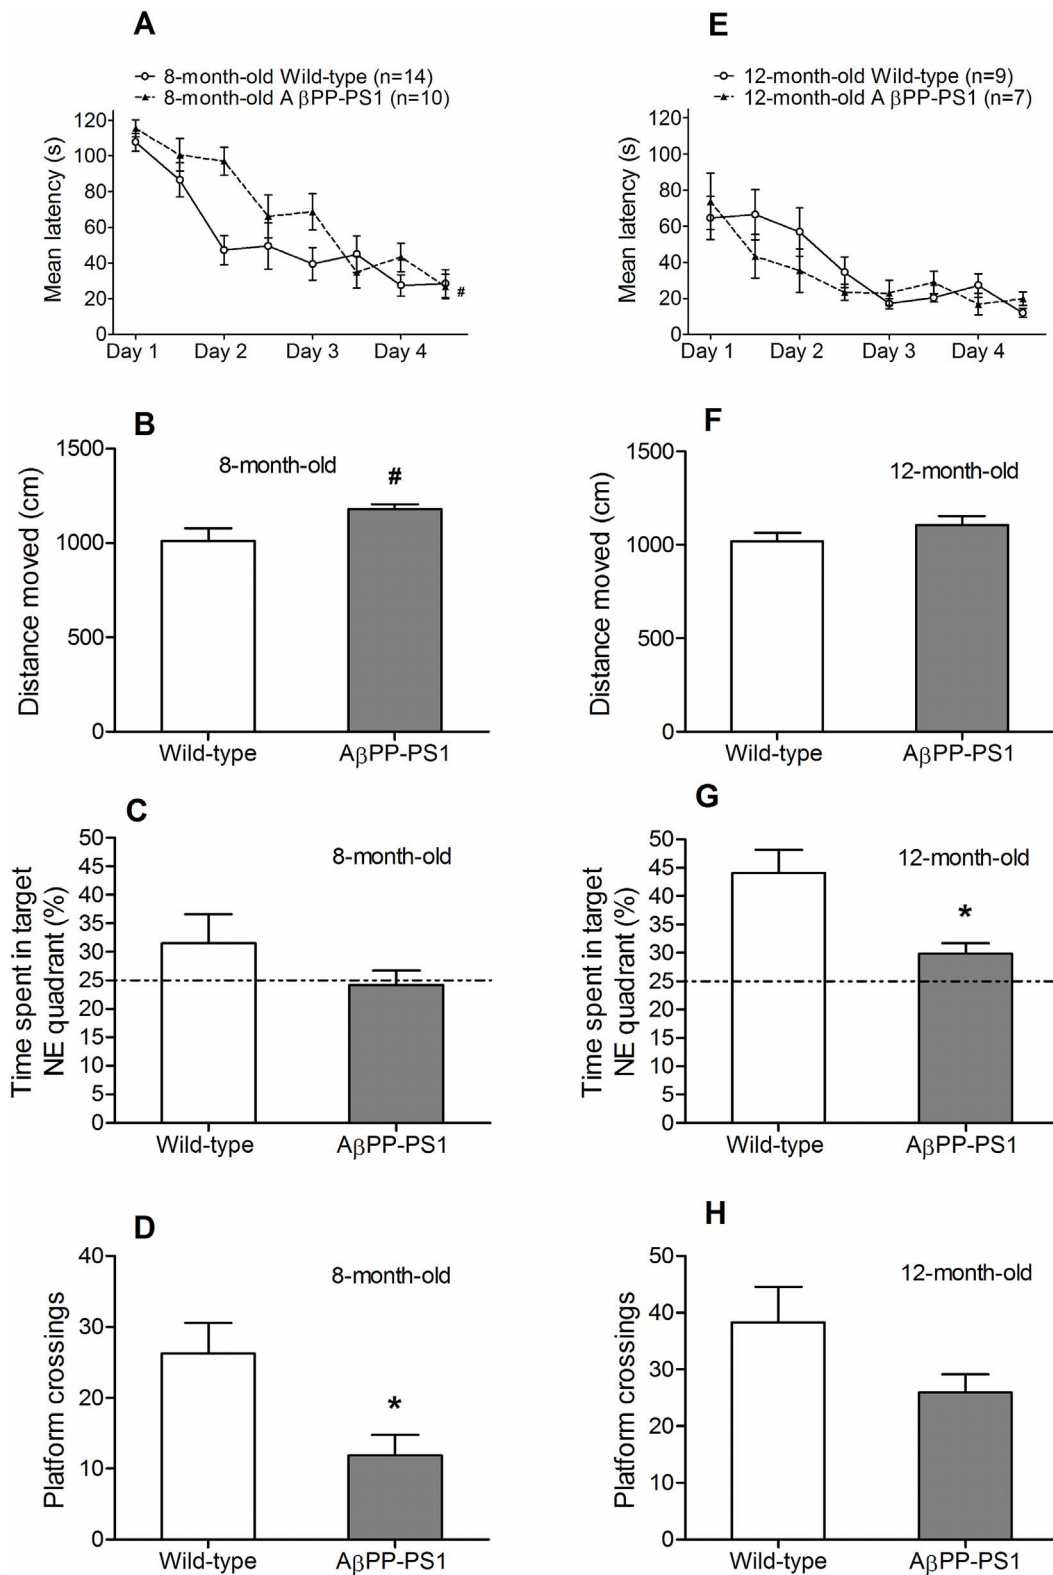 A
8-month-old Wild-type (n=14)
8-month-old A βPP-PS1 (n=10)
Mean latency (s)
120
100
80
60
40
20
0
#
Day 1 Day 2 Day 3 Day 4
E
12-month-old Wild-type (n=9)
12-month-old A βPP-PS1 (n=7)
Mean latency (s)
120
100
80
60
40
20
0
Day 1 Day 2 Day 3 Day 4
B
8-month-old
#
Distance moved (cm)
1500
1000
500
0
Wild-type AβPP-PS1
F
12-month-old
Distance moved (cm)
1500
1000
500
0
Wild-type AβPP-PS1
C
8-month-old
Time spent in target
NE quadrant (%)
50
45
40
35
30
25
20
15
10
5
0
Wild-type AβPP-PS1
G
12-month-old
*
Time spent in target
NE quadrant (%)
50
45
40
35
30
25
20
15
10
5
0
Wild-type AβPP-PS1
D
8-month-old
*
Platform crossings
40
30
20
10
0
Wild-type AβPP-PS1
H
12-month-old
Platform crossings
50
40
30
20
10
0
Wild-type AβPP-PS1